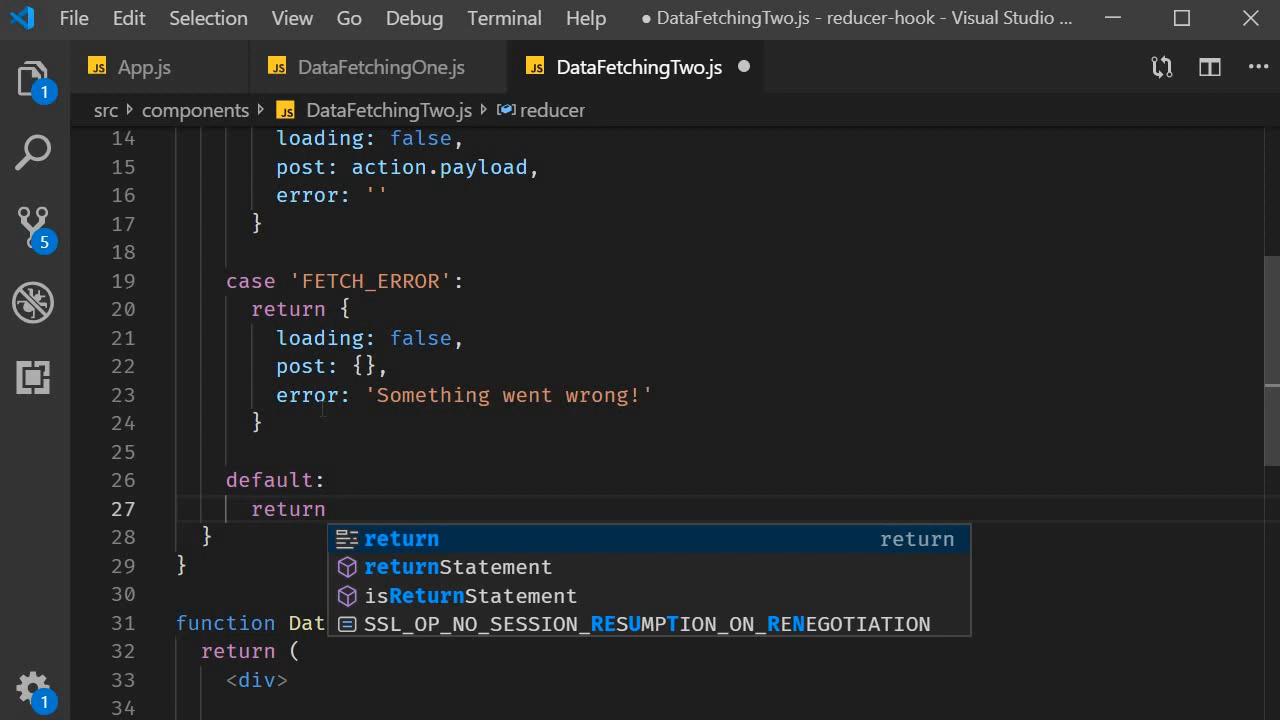 File Edit Selection View Go Debug Terminal Help ● DataFetchingTwo.js - reducer-hook - Visual Studio ...
JS App.js JS DataFetchingOne.js JS DataFetchingTwo.js
src components JS DataFetchingTwo.js reducer
1
5
1
14 loading: false,
15 post: action.payload,
16 error: ''
17 }
18
19 case 'FETCH_ERROR':
20 return {
21 loading: false,
22 post: {},
23 error: 'Something went wrong!'
24 }
25
26 default:
27 return
return return
returnStatement
isReturnStatement
SSL_OP_NO_SESSION_RESUMPTION_ON_RENEGOTIATION
28 }
29 }
30
31 function Dat
32 return (
33 <div>
34